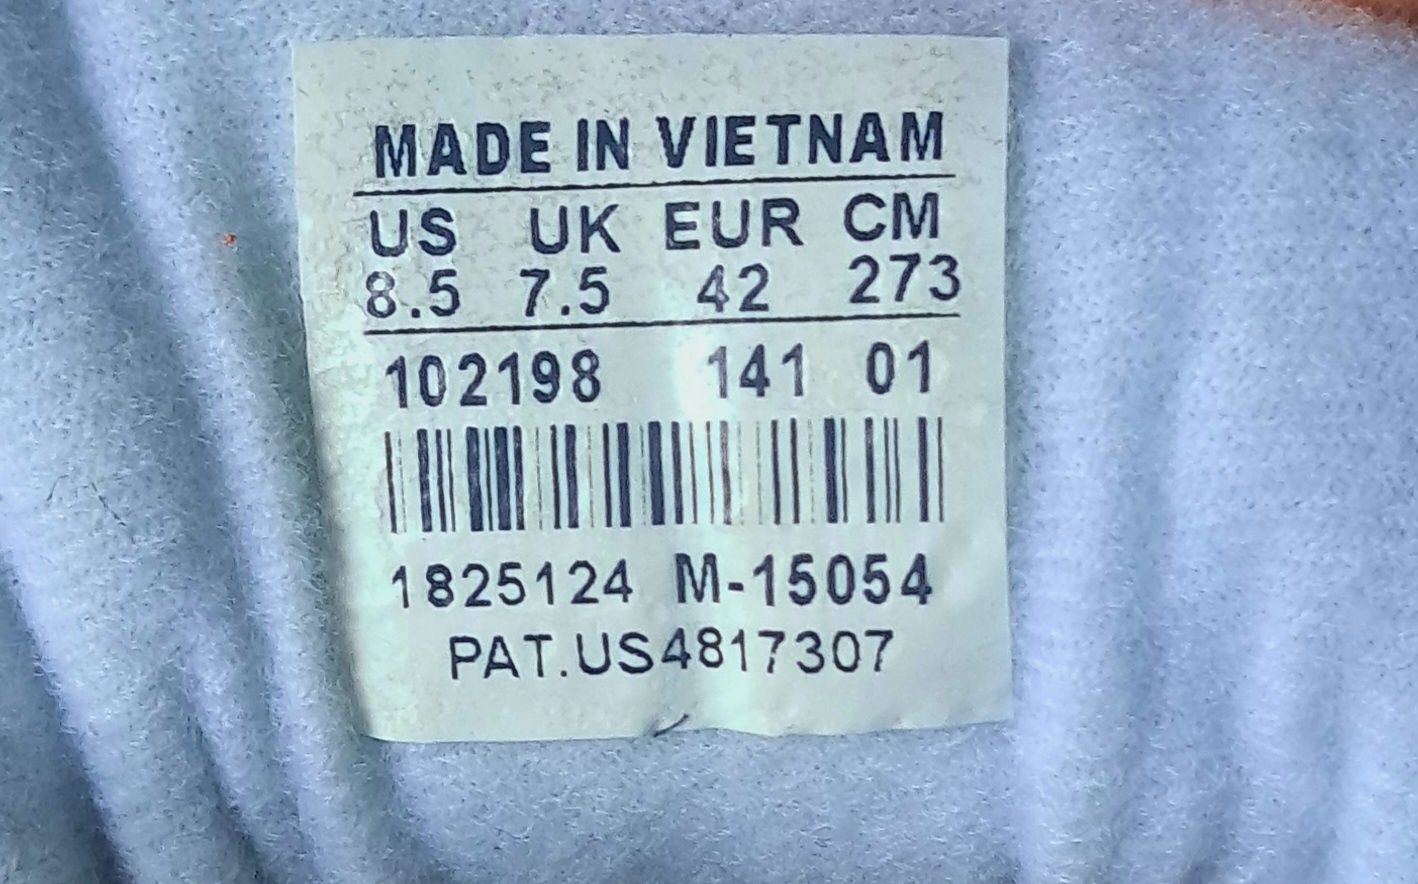 MADE IN VIETNAM
US UK EUR CM
8.5 7.5 42 273
102198 141 01
1825124 M-15054
PAT.US4817307